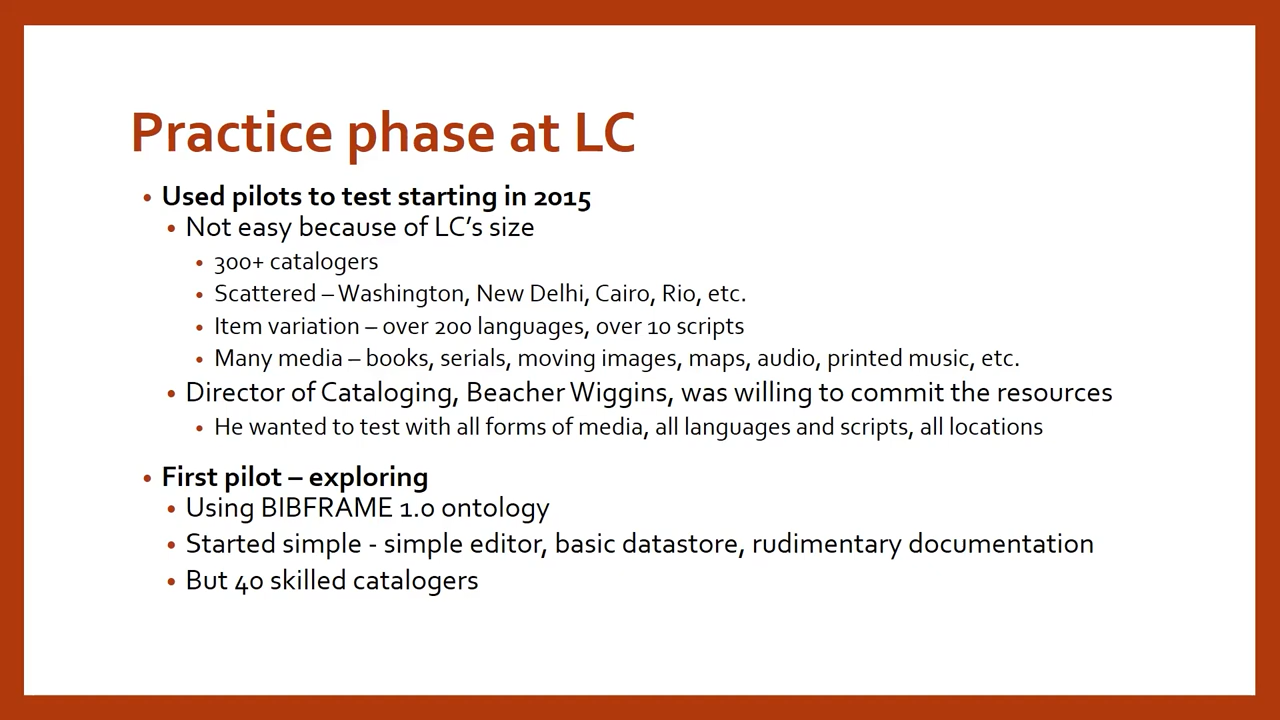 Practice phase at LC
• Used pilots to test starting in 2015
• Not easy because of LC’s size
• 300+ catalogers
• Scattered – Washington, New Delhi, Cairo, Rio, etc.
• Item variation – over 200 languages, over 10 scripts
• Many media – books, serials, moving images, maps, audio, printed music, etc.
• Director of Cataloging, Beacher Wiggins, was willing to commit the resources
• He wanted to test with all forms of media, all languages and scripts, all locations
• First pilot – exploring
• Using BIBFRAME 1.0 ontology
• Started simple - simple editor, basic datastore, rudimentary documentation
• But 40 skilled catalogers